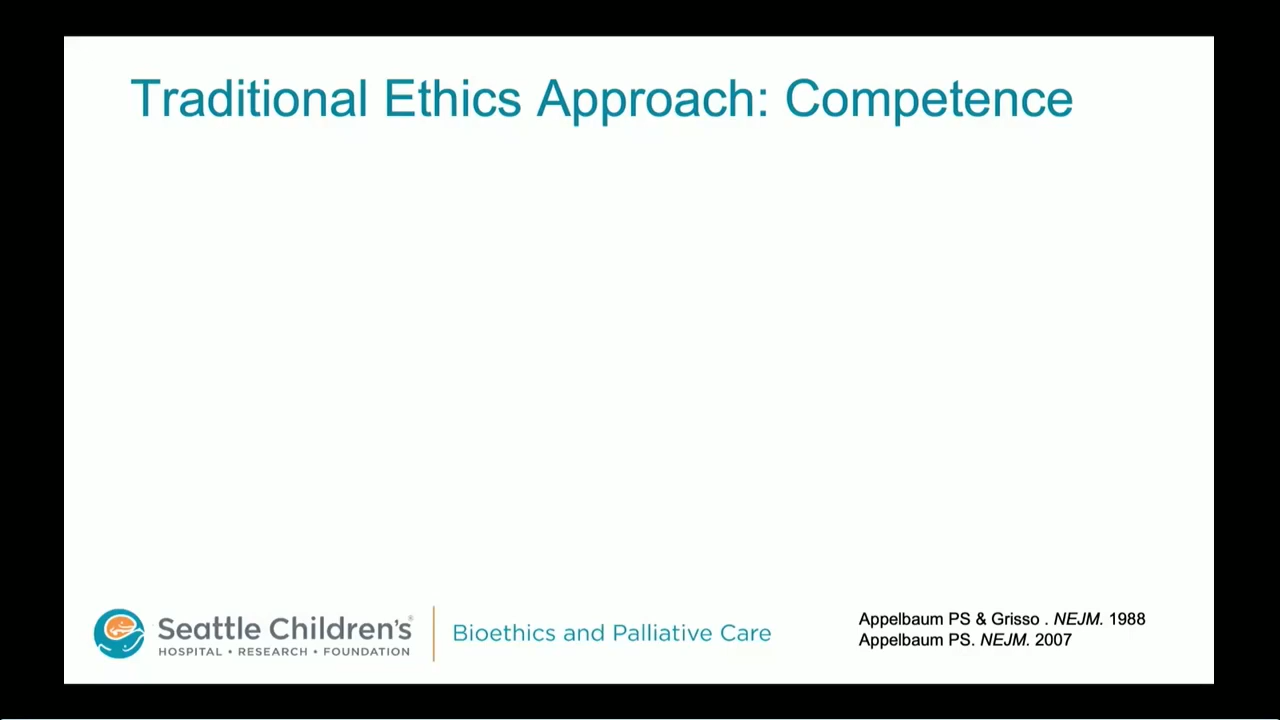 Traditional Ethics Approach: Competence
Seattle Children's®
HOSPITAL • RESEARCH • FOUNDATION
Bioethics and Palliative Care
Appelbaum PS & Grisso . NEJM. 1988
Appelbaum PS. NEJM. 2007